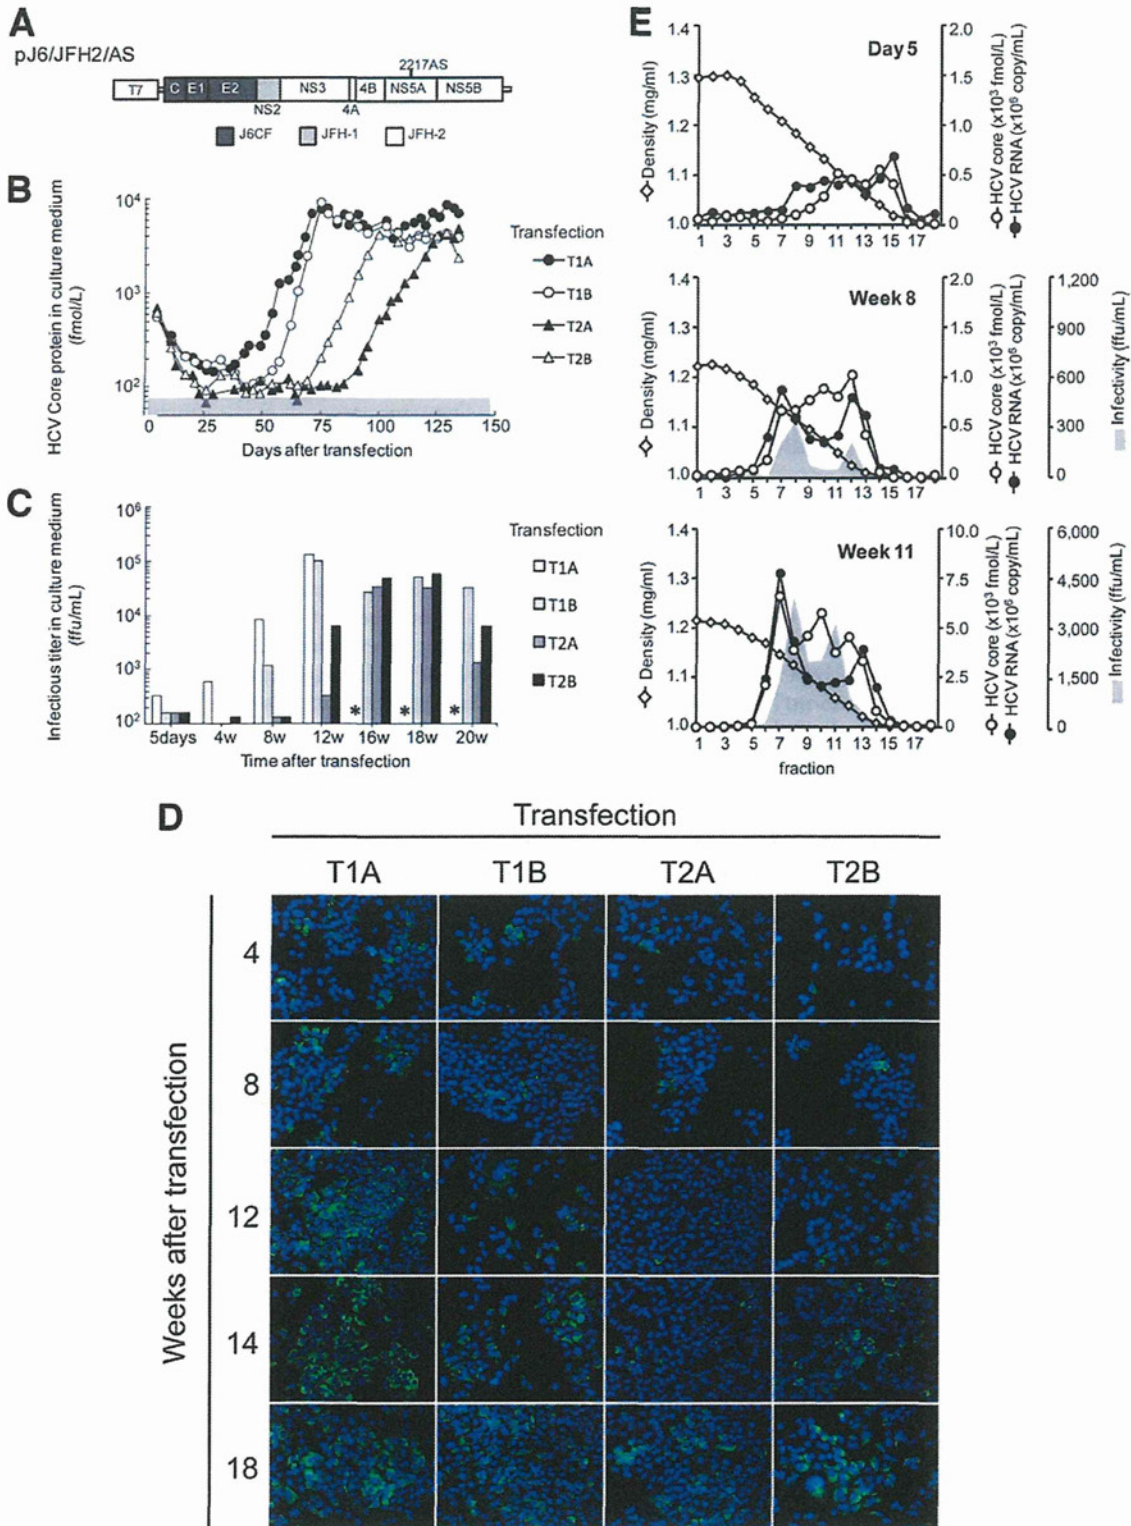 A
pJ6/JFH2/AS
2217AS
T7 C E1 E2 NS3 4B NS5A NS5B
NS2 4A
J6CF JFH-1 JFH-2
B
HCV Core protein in culture medium
(fmol/L)
10⁴
10³
10²
0 25 50 75 100 125 150
Days after transfection
Transfection
T1A
T1B
T2A
T2B
C
Infectious titer in culture medium
(ffu/mL)
10⁶
10⁵
10⁴
10³
10²
* * *
5days 4w 8w 12w 16w 18w 20w
Time after transfection
Transfection
T1A
T1B
T2A
T2B
E
Day 5
Density (mg/ml)
1.4
1.3
1.2
1.1
1.0
2.0
1.5
1.0
0.5
0
HCV core (x10³ fmol/L)
HCV RNA (x10⁶ copy/mL)
1 3 5 7 9 11 13 15 17
Week 8
Density (mg/ml)
1.4
1.3
1.2
1.1
1.0
2.0
1.5
1.0
0.5
0
HCV core (x10³ fmol/L)
HCV RNA (x10⁶ copy/mL)
1,200
900
600
300
0
Infectivity (ffu/mL)
1 3 5 7 9 11 13 15 17
Week 11
Density (mg/ml)
1.4
1.3
1.2
1.1
1.0
10.0
7.5
5.0
2.5
0
HCV core (x10³ fmol/L)
HCV RNA (x10⁶ copy/mL)
6,000
4,500
3,000
1,500
0
Infectivity (ffu/mL)
1 3 5 7 9 11 13 15 17
fraction
D
Transfection
T1A T1B T2A T2B
Weeks after transfection
4
8
12
14
18